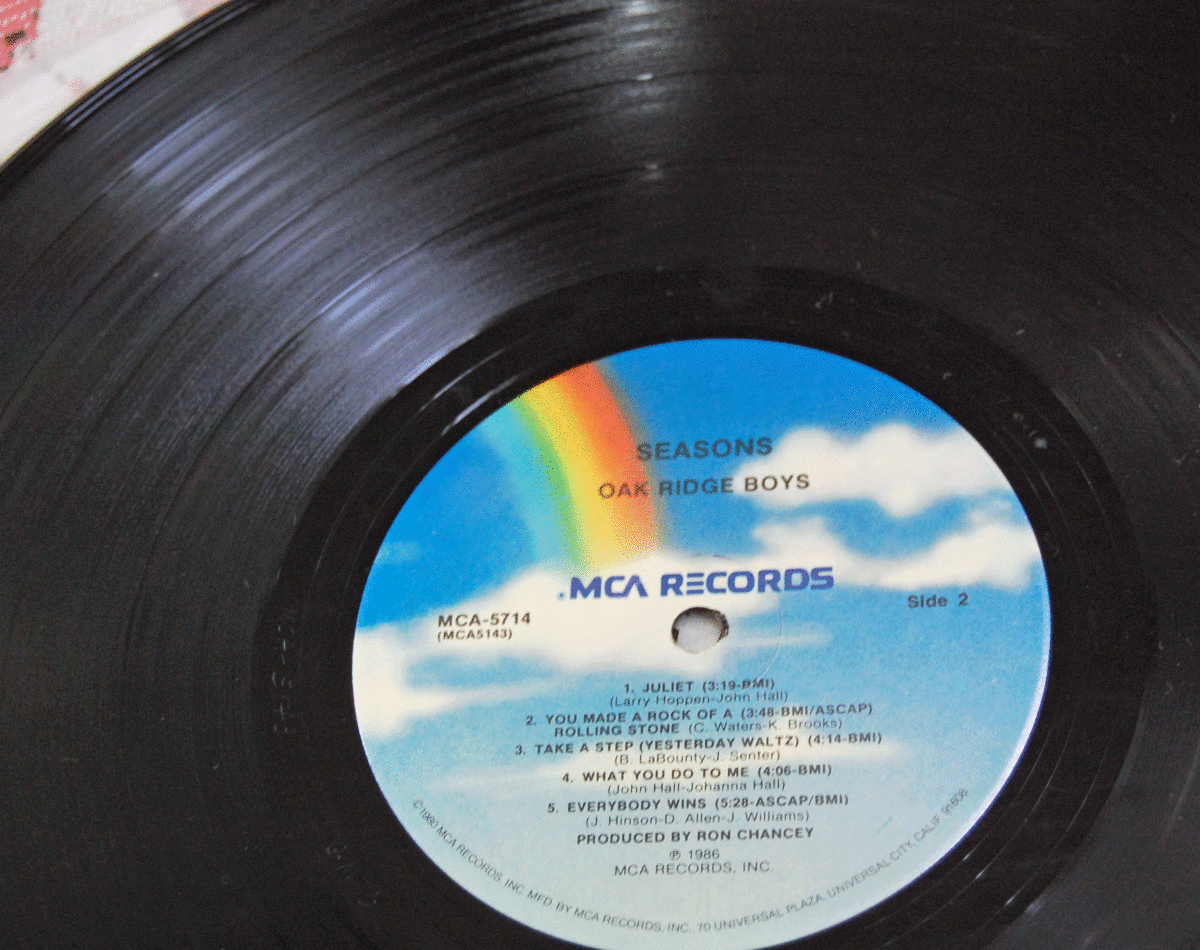 SEASONS
OAK RIDGE BOYS
MCA RECORDS
Side 2
MCA-5714
(MCA5143)
1. JULIET (3:19-BMI)
(Larry Hoppen-John Hall)
2. YOU MADE A ROCK OF A (3:48-BMI/ASCAP)
ROLLING STONE (C. Waters-K. Brooks)
3. TAKE A STEP (YESTERDAY WALTZ) (4:14-BMI)
(B. LaBounty-J. Senter)
4. WHAT YOU DO TO ME (4:06-BMI)
(John Hall-Johanna Hall)
5. EVERYBODY WINS (5:28-ASCAP/BMI)
(J. Hinson-D. Allen-J. Williams)
PRODUCED BY RON CHANCEY
℗ 1986
MCA RECORDS, INC.
©1980 MCA RECORDS, INC. MFD. BY MCA RECORDS, INC., 70 UNIVERSAL PLAZA, UNIVERSAL CITY, CALIF. 91608